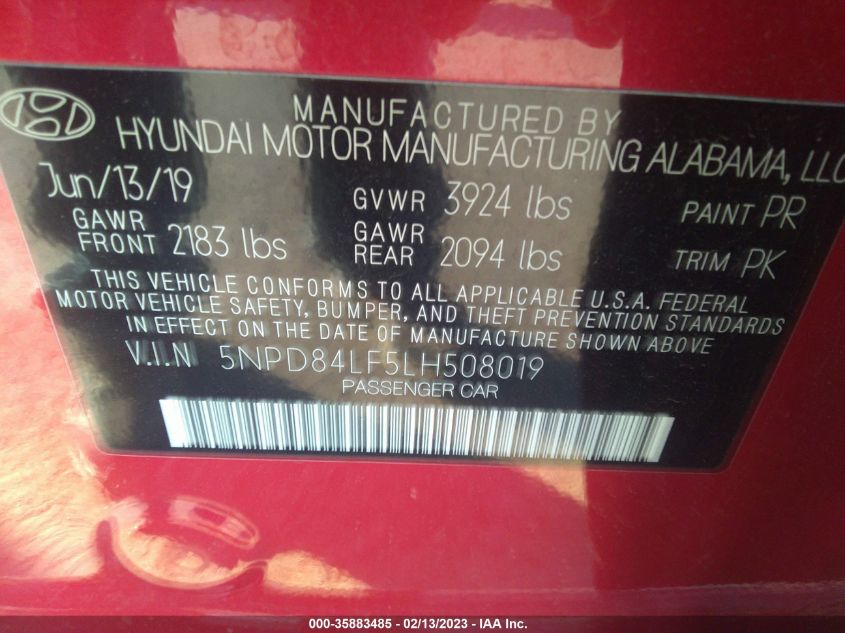 MANUFACTURED BY
HYUNDAI MOTOR MANUFACTURING ALABAMA, LLC
Jun/13/19 GVWR 3924 lbs PAINT PR
GAWR FRONT 2183 lbs GAWR REAR 2094 lbs TRIM PK
THIS VEHICLE CONFORMS TO ALL APPLICABLE U.S.A. FEDERAL
MOTOR VEHICLE SAFETY, BUMPER, AND THEFT PREVENTION STANDARDS
IN EFFECT ON THE DATE OF MANUFACTURE SHOWN ABOVE
V.I.N 5NPD84LF5LH508019
PASSENGER CAR
000-35883485 - 02/13/2023 - IAA Inc.